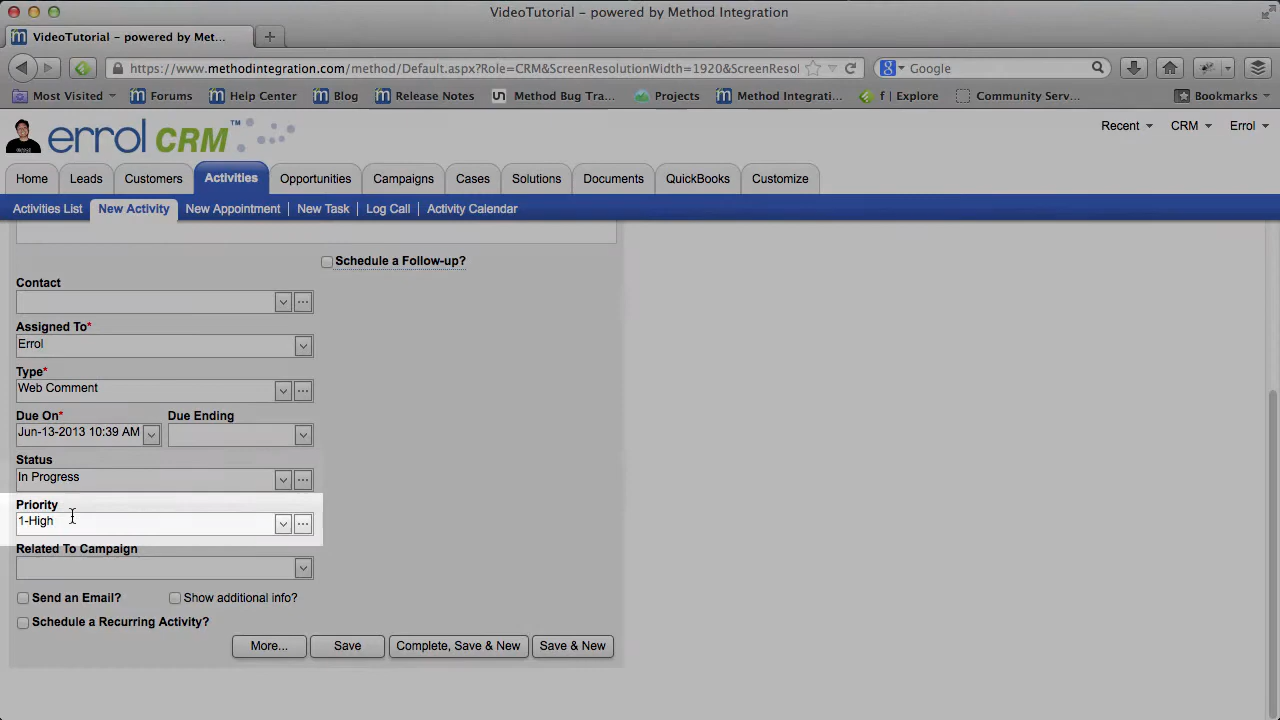 VideoTutorial – powered by Method Integration
VideoTutorial – powered by Met...
https://www.methodintegration.com/method/Default.aspx?Role=CRM&ScreenResolutionWidth=1920&ScreenResol
Google
Most Visited
Forums
Help Center
Blog
Release Notes
Method Bug Tra...
Projects
Method Integrati...
f | Explore
Community Serv...
Bookmarks
errol CRM™
Recent
CRM
Errol
Home
Leads
Customers
Activities
Opportunities
Campaigns
Cases
Solutions
Documents
QuickBooks
Customize
Activities List
New Activity
New Appointment
New Task
Log Call
Activity Calendar
Schedule a Follow-up?
Contact
Assigned To*
Errol
Type*
Web Comment
Due On*
Due Ending
Jun-13-2013 10:39 AM
Status
In Progress
Priority
1-High
Related To Campaign
Send an Email?
Show additional info?
Schedule a Recurring Activity?
More...
Save
Complete, Save & New
Save & New